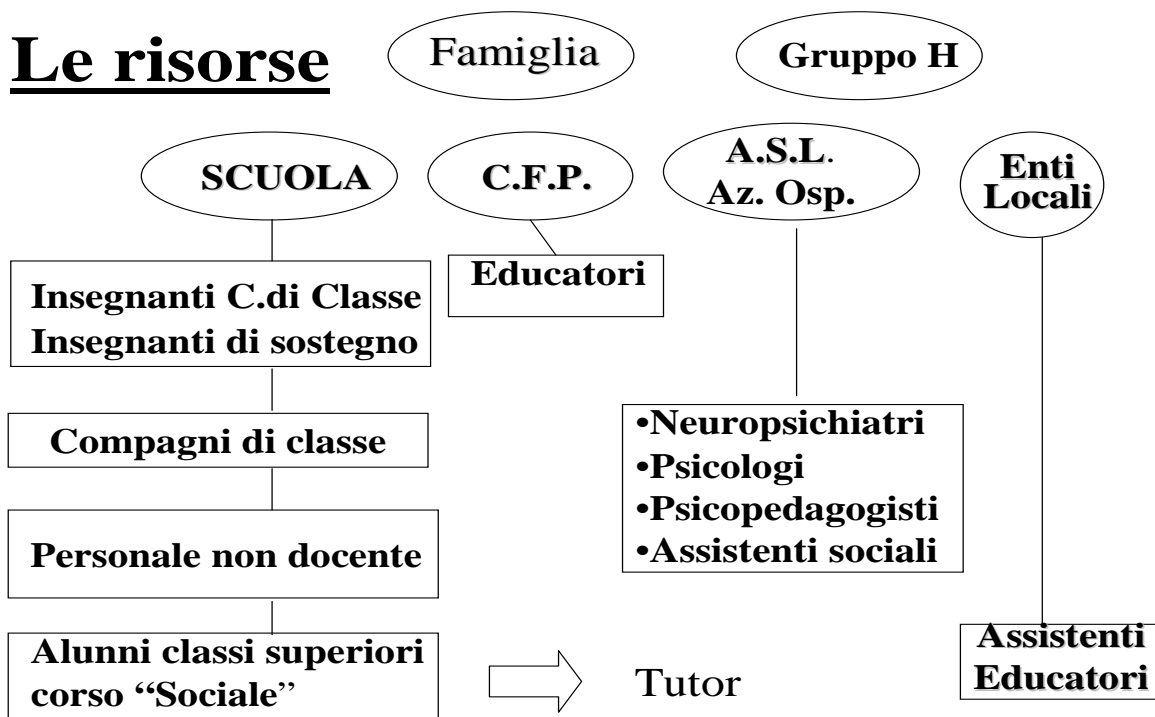 Le risorse
Famiglia
Gruppo H
SCUOLA
C.F.P.
A.S.L.
Az. Osp.
Enti
Locali
Insegnanti C.di Classe
Insegnanti di sostegno
Educatori
Compagni di classe
•Neuropsichiatri
•Psicologi
•Psicopedagogisti
•Assistenti sociali
Personale non docente
Alunni classi superiori
corso “Sociale”
Tutor
Assistenti
Educatori